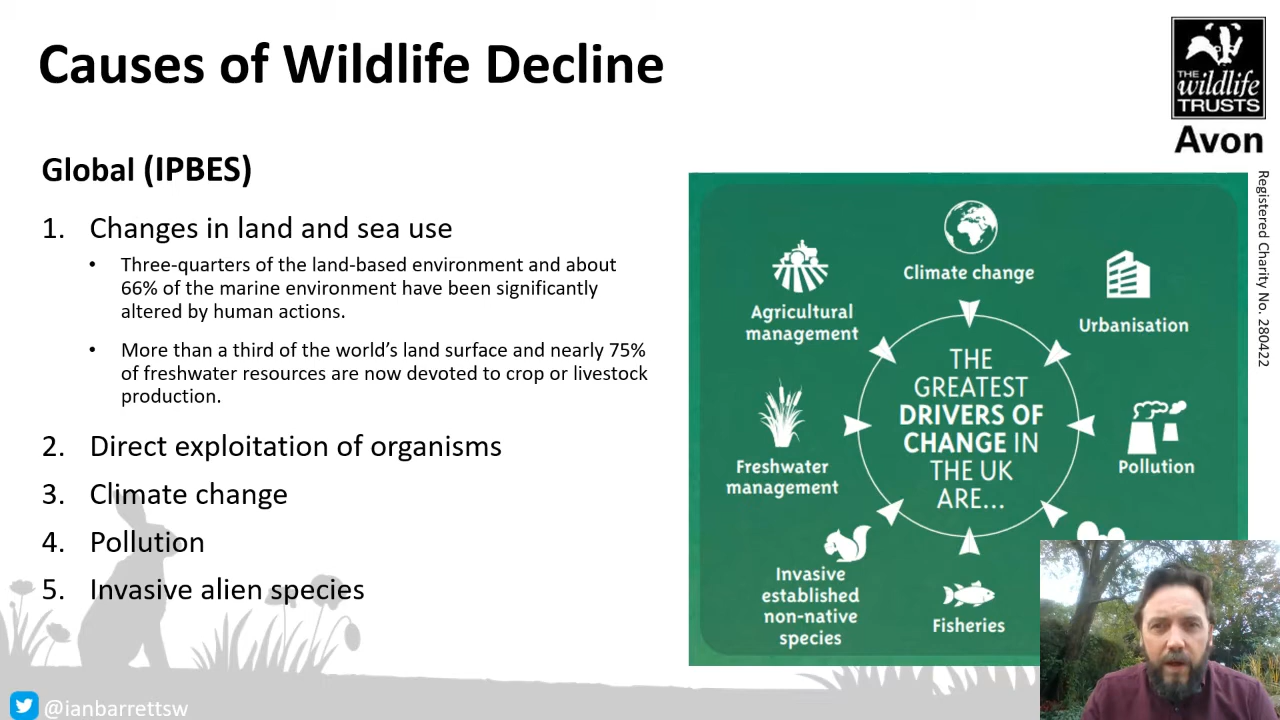 Causes of Wildlife Decline
THE
wildlife
TRUSTS
Avon
Registered Charity No. 280422
Global (IPBES)
1. Changes in land and sea use
• Three-quarters of the land-based environment and about
66% of the marine environment have been significantly
altered by human actions.
• More than a third of the world’s land surface and nearly 75%
of freshwater resources are now devoted to crop or livestock
production.
2. Direct exploitation of organisms
3. Climate change
4. Pollution
5. Invasive alien species
Climate change
Urbanisation
Pollution
Fisheries
Invasive
established
non-native
species
Freshwater
management
Agricultural
management
THE
GREATEST
DRIVERS OF
CHANGE IN
THE UK
ARE...
@ianbarrettsw